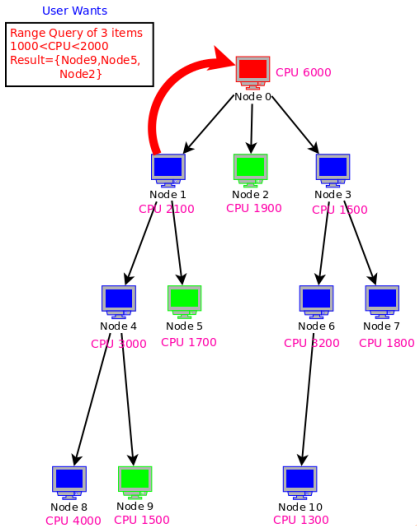 User Wants
Range Query of 3 items
1000<CPU<2000
Result={Node9,Node5,
Node2}
CPU 6000
Node 0
Node 1
CPU 2100
Node 2
CPU 1900
Node 3
CPU 1600
Node 4
CPU 3000
Node 5
CPU 1700
Node 6
CPU 3200
Node 7
CPU 1800
Node 8
CPU 4000
Node 9
CPU 1500
Node 10
CPU 1300